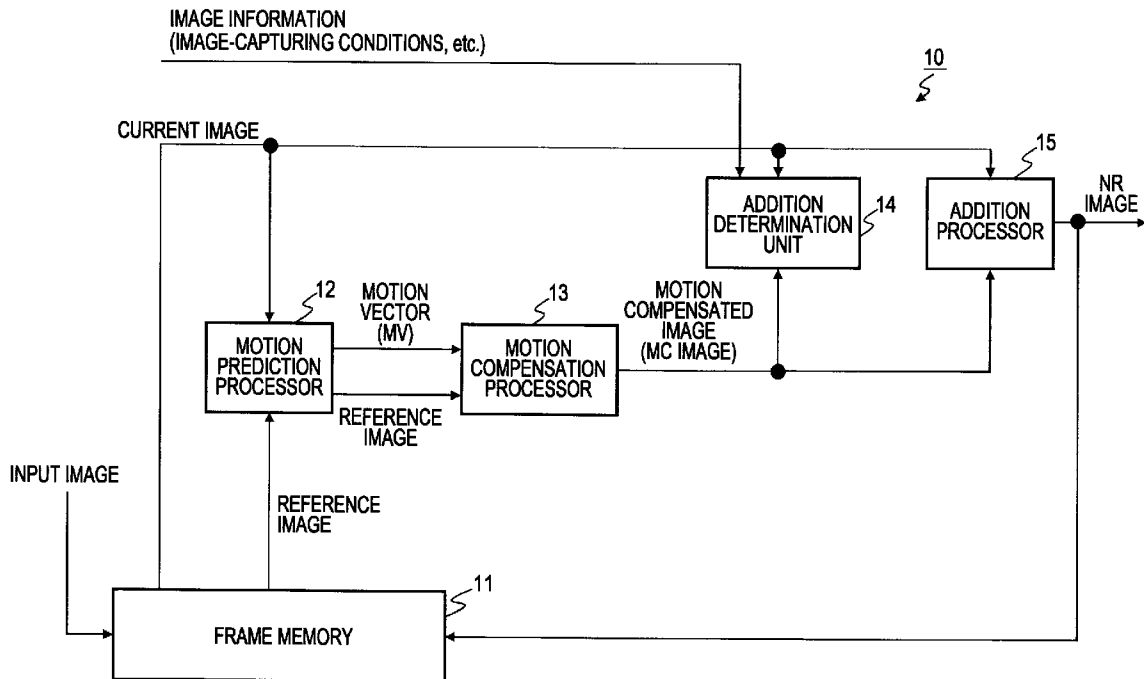 IMAGE INFORMATION
(IMAGE-CAPTURING CONDITIONS, etc.)
10
CURRENT IMAGE
15
ADDITION
DETERMINATION
UNIT
14
ADDITION
PROCESSOR
NR
IMAGE
12
MOTION
PREDICTION
PROCESSOR
MOTION
VECTOR
(MV)
REFERENCE
IMAGE
13
MOTION
COMPENSATION
PROCESSOR
MOTION
COMPENSATED
IMAGE
(MC IMAGE)
INPUT IMAGE
REFERENCE
IMAGE
11
FRAME MEMORY